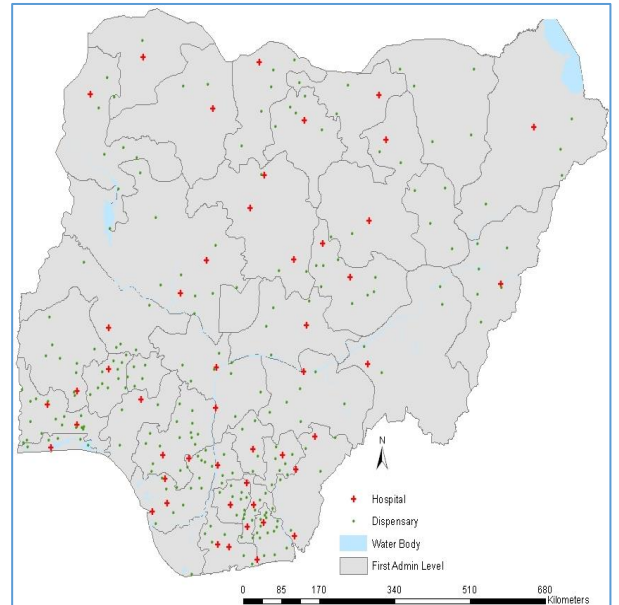 N
Hospital
Dispensary
Water Body
First Admin Level
0 85 170 340 510 680
Kilometers